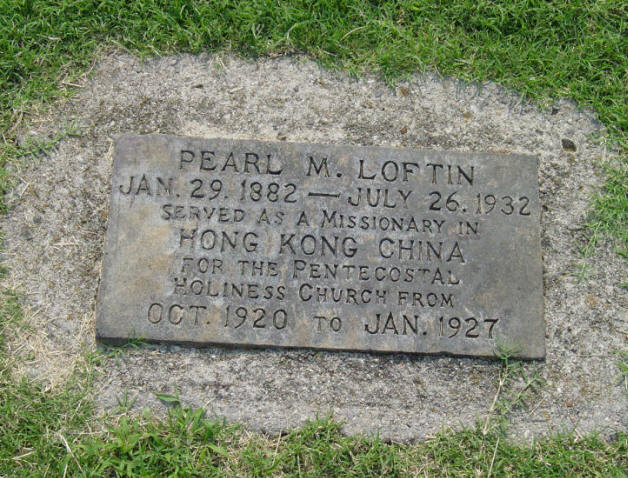 PEARL M. LOFTIN
JAN. 29. 1882 — JULY 26. 1932
SERVED AS A MISSIONARY IN
HONG KONG CHINA
FOR THE PENTECOSTAL
HOLINESS CHURCH FROM
OCT. 1920 TO JAN. 1927